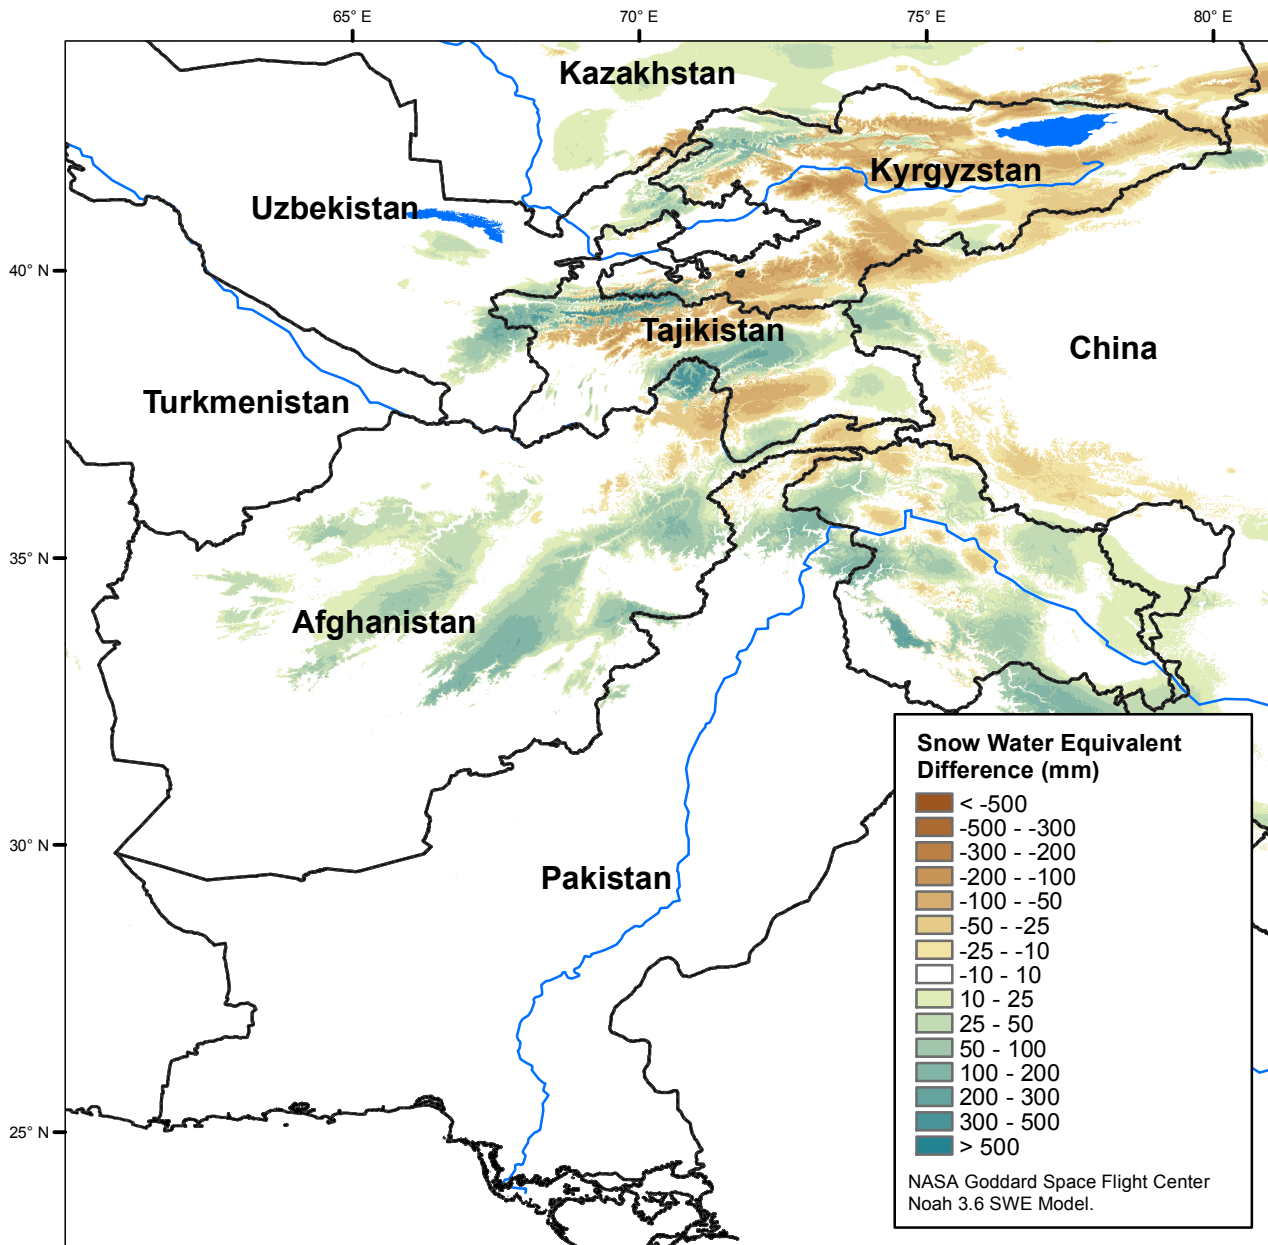 65° E
70° E
75° E
80° E
Kazakhstan
Kyrgyzstan
Uzbekistan
40° N
Tajikistan
China
Turkmenistan
35° N
Afghanistan
Snow Water Equivalent
Difference (mm)
< -500
-500 - -300
-300 - -200
-200 - -100
-100 - -50
-50 - -25
-25 - -10
-10 - 10
10 - 25
25 - 50
50 - 100
100 - 200
200 - 300
300 - 500
> 500
NASA Goddard Space Flight Center
Noah 3.6 SWE Model.
30° N
Pakistan
25° N